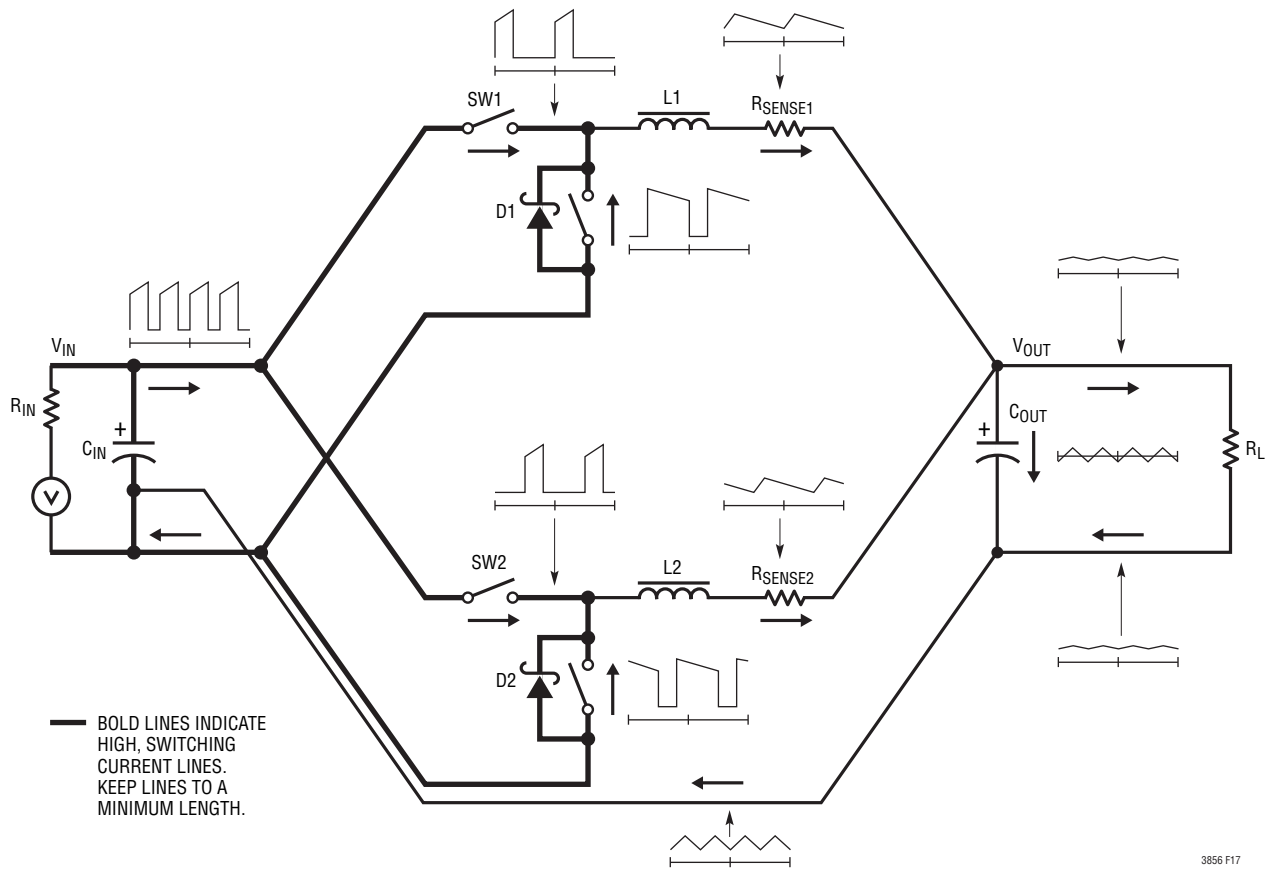 SW1
L1
RSENSE1
D1
VIN
RIN
+
CIN
V
VOUT
COUT
+
RL
SW2
L2
RSENSE2
D2
BOLD LINES INDICATE
HIGH, SWITCHING
CURRENT LINES.
KEEP LINES TO A
MINIMUM LENGTH.
3856 F17